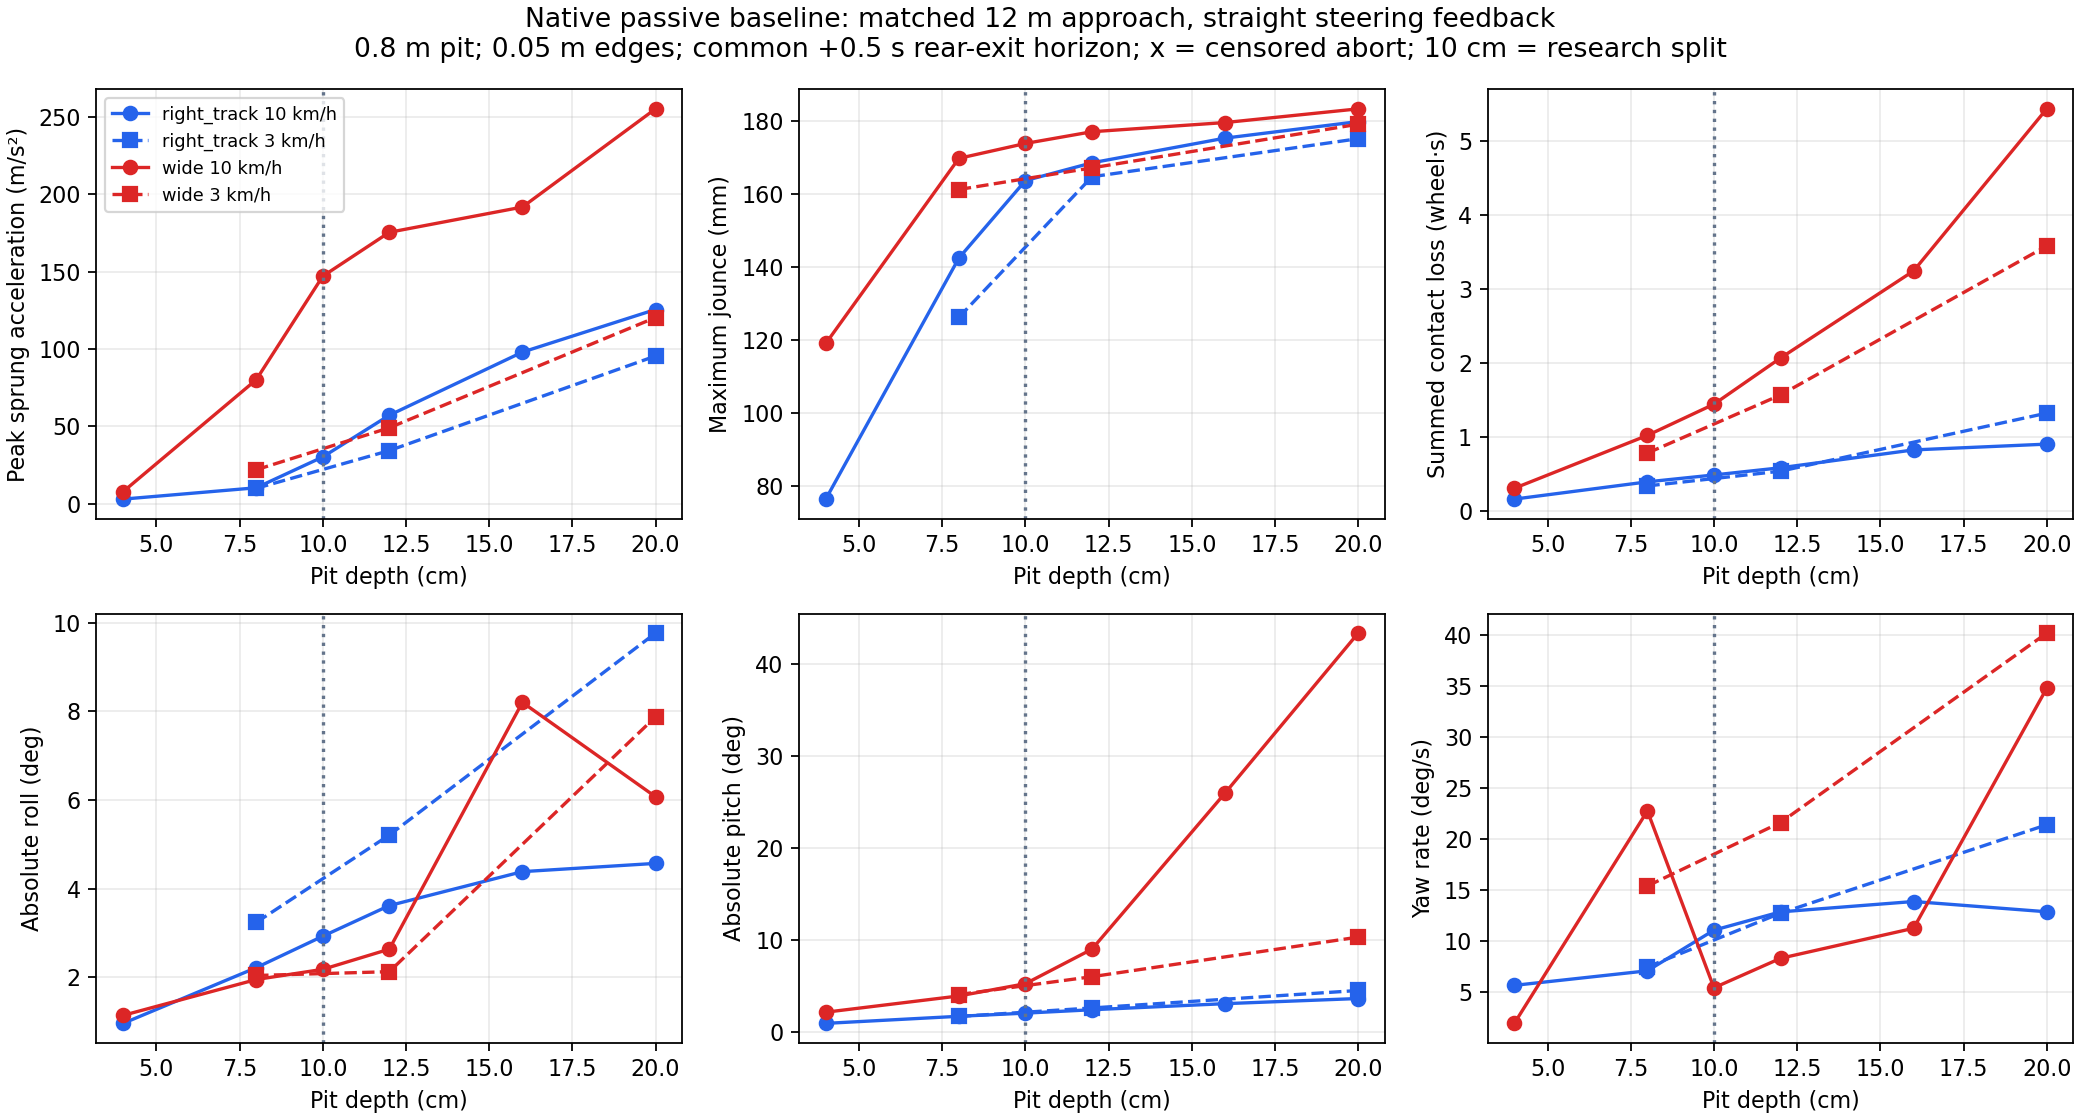 Native passive baseline: matched 12 m approach, straight steering feedback
0.8 m pit; 0.05 m edges; common +0.5 s rear-exit horizon; x = censored abort; 10 cm = research split
Peak sprung acceleration (m/s²)
250
200
150
100
50
0
right_track 10 km/h
right_track 3 km/h
wide 10 km/h
wide 3 km/h
5.0 7.5 10.0 12.5 15.0 17.5 20.0
Pit depth (cm)
Maximum jounce (mm)
180
160
140
120
100
80
5.0 7.5 10.0 12.5 15.0 17.5 20.0
Pit depth (cm)
Summed contact loss (wheel·s)
5
4
3
2
1
0
5.0 7.5 10.0 12.5 15.0 17.5 20.0
Pit depth (cm)
Absolute roll (deg)
10
8
6
4
2
5.0 7.5 10.0 12.5 15.0 17.5 20.0
Pit depth (cm)
Absolute pitch (deg)
40
30
20
10
0
5.0 7.5 10.0 12.5 15.0 17.5 20.0
Pit depth (cm)
Yaw rate (deg/s)
40
35
30
25
20
15
10
5
5.0 7.5 10.0 12.5 15.0 17.5 20.0
Pit depth (cm)